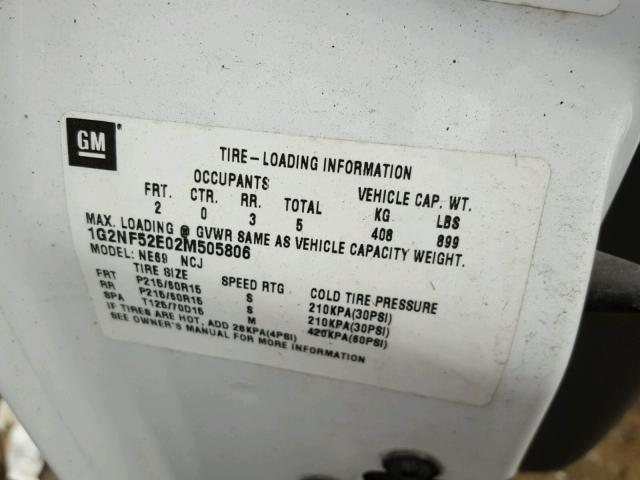 GM
TIRE-LOADING INFORMATION
OCCUPANTS VEHICLE CAP. WT.
FRT. CTR. RR. TOTAL KG LBS
2 0 3 5 408 899
MAX. LOADING @ GVWR SAME AS VEHICLE CAPACITY WEIGHT.
1G2NF52E02M505806
MODEL: NE69 NCJ
TIRE SIZE SPEED RTG COLD TIRE PRESSURE
FRT P215/60R15 S 210KPA(30PSI)
RR P215/60R15 S 210KPA(30PSI)
SPA T125/70D15 M 420KPA(60PSI)
IF TIRES ARE HOT, ADD 28KPA(4PSI)
SEE OWNER'S MANUAL FOR MORE INFORMATION